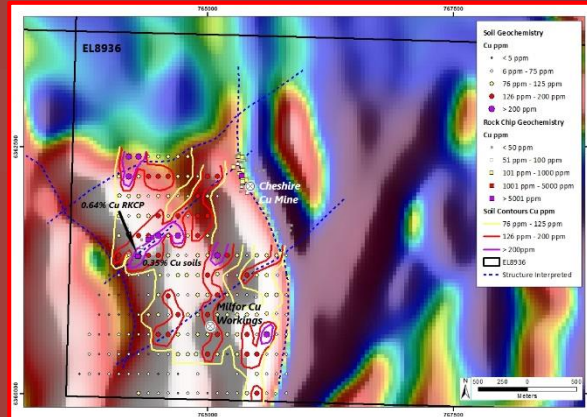 765000
767000
EL8936
6362000
Cheshire
Cu Mine
0.64% Cu RKCP
0.35% Cu soils
Milfor Cu
Workings
765000
767000
Soil Geochemistry
Cu ppm
< 5 ppm
6 ppm - 75 ppm
76 ppm - 125 ppm
126 ppm - 200 ppm
> 200 ppm
Rock Chip Geochemistry
Cu ppm
< 50 ppm
51 ppm - 100 ppm
101 ppm - 1000 ppm
1001 ppm - 5000 ppm
> 5001 ppm
Soil Contours Cu ppm
76 ppm - 125 ppm
126 ppm - 200 ppm
>200ppm
EL8936
Structure Interpreted
N
500 0 500
Meters